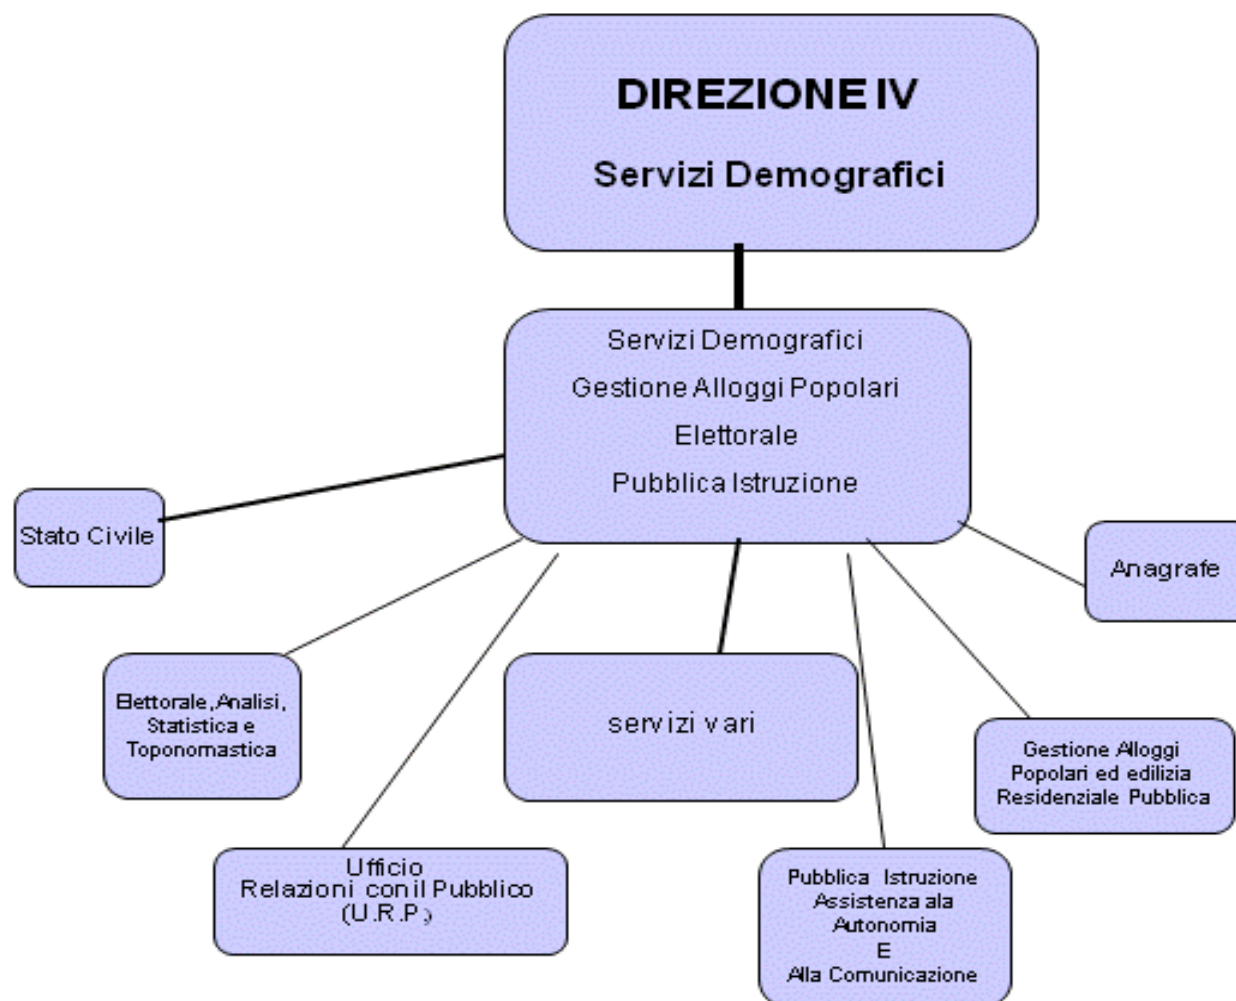 DIREZIONE IV
Servizi Demografici
Servizi Demografici
Gestione Alloggi Popolari
Elettorale
Pubblica Istruzione
Stato Civile
Anagrafe
Elettorale, Analisi,
Statistica e
Toponomastica
servizi vari
Gestione Alloggi
Popolari ed edilizia
Residenziale Pubblica
Ufficio
Relazioni con il Pubblico
(U.R.P.)
Pubblica Istruzione
Assistenza ala
Autonomia
E
Alla Comunicazione